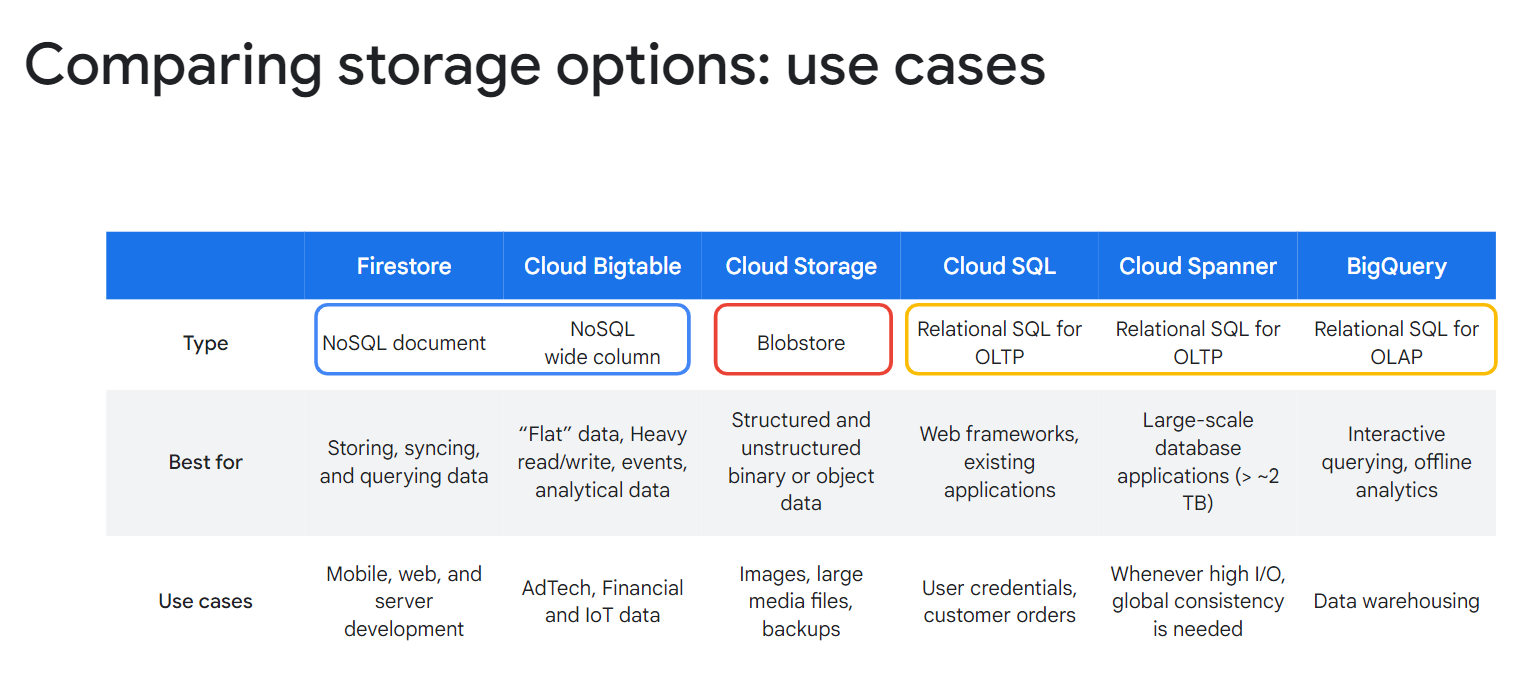 Comparing storage options: use cases
Firestore Cloud Bigtable Cloud Storage Cloud SQL Cloud Spanner BigQuery
Type
NoSQL document
NoSQL
wide column
Blobstore
Relational SQL for
OLTP
Relational SQL for
OLTP
Relational SQL for
OLAP
Best for
Storing, syncing,
and querying data
“Flat” data, Heavy
read/write, events,
analytical data
Structured and
unstructured
binary or object
data
Web frameworks,
existing
applications
Large-scale
database
applications (> ~2
TB)
Interactive
querying, offline
analytics
Use cases
Mobile, web, and
server
development
AdTech, Financial
and IoT data
Images, large
media files,
backups
User credentials,
customer orders
Whenever high I/O,
global consistency
is needed
Data warehousing